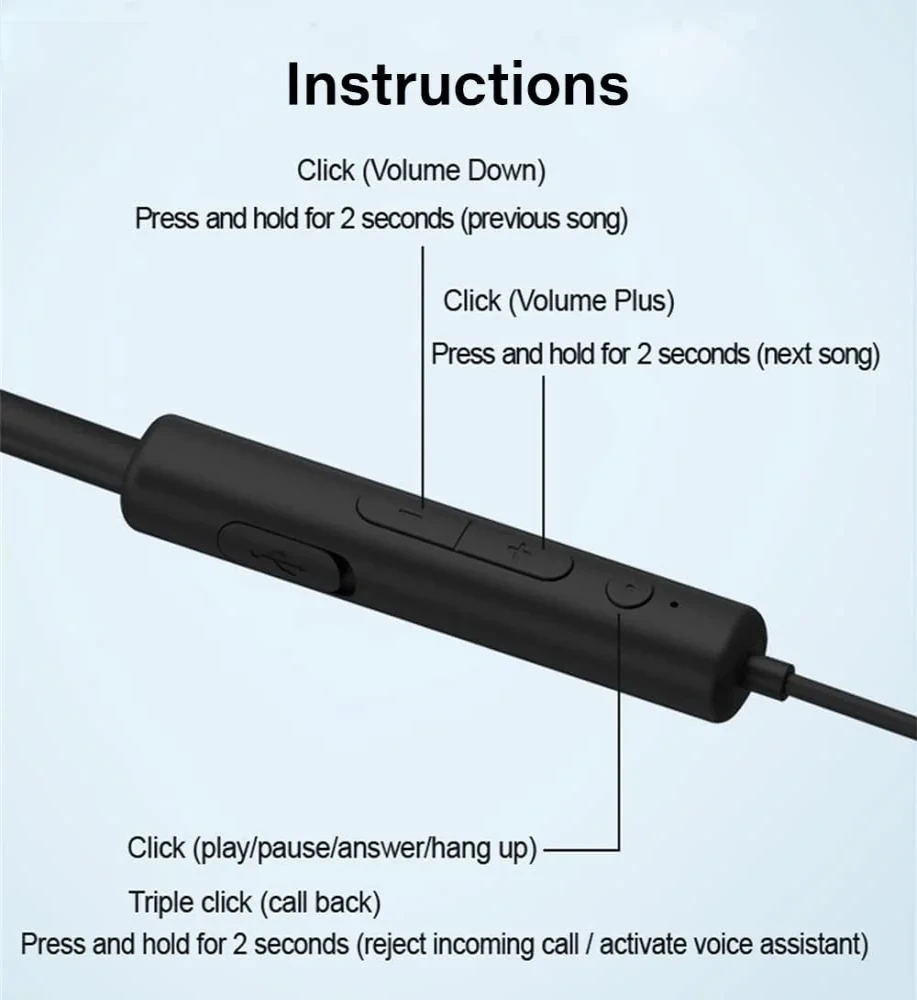 Instructions
Click (Volume Down)
Press and hold for 2 seconds (previous song)
Click (Volume Plus)
Press and hold for 2 seconds (next song)
Click (play/pause/answer/hang up)
Triple click (call back)
Press and hold for 2 seconds (reject incoming call / activate voice assistant)